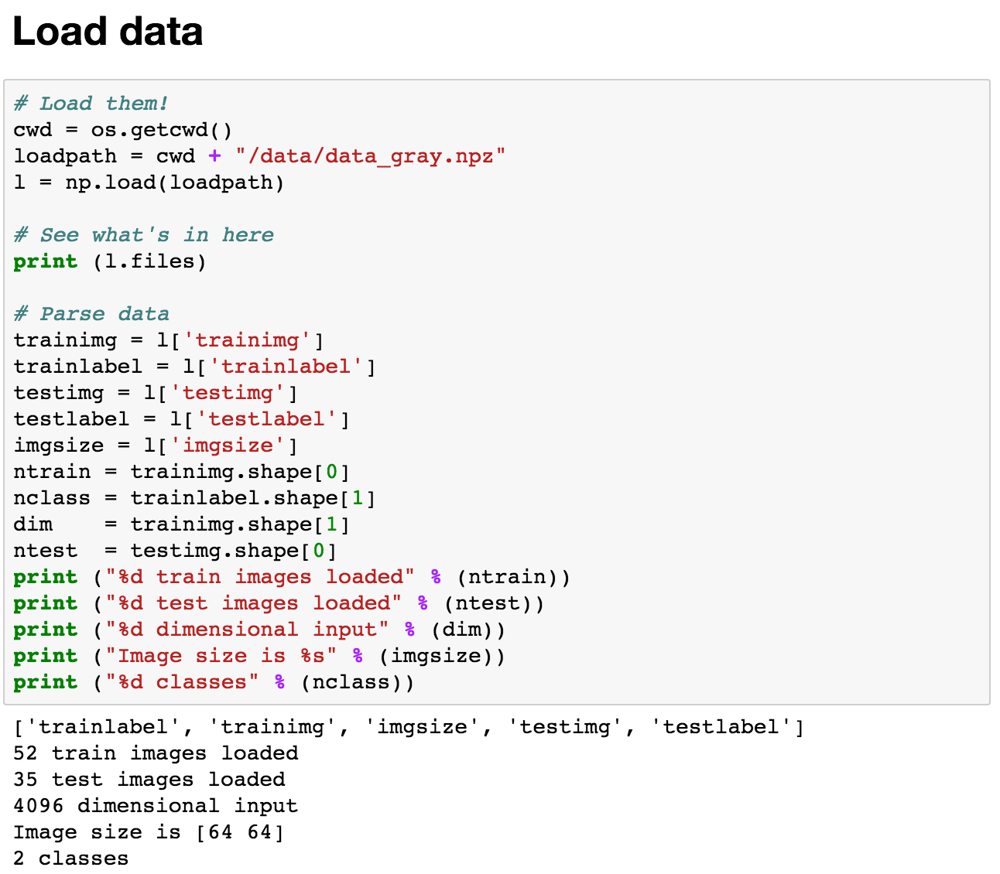 Load data
# Load them!
cwd = os.getcwd()
loadpath = cwd + "/data/data_gray.npz"
l = np.load(loadpath)
# See what's in here
print (l.files)
# Parse data
trainimg = l['trainimg']
trainlabel = l['trainlabel']
testimg = l['testimg']
testlabel = l['testlabel']
imgsize = l['imgsize']
ntrain = trainimg.shape[0]
nclass = trainlabel.shape[1]
dim    = trainimg.shape[1]
ntest  = testimg.shape[0]
print ("%d train images loaded" % (ntrain))
print ("%d test images loaded" % (ntest))
print ("%d dimensional input" % (dim))
print ("Image size is %s" % (imgsize))
print ("%d classes" % (nclass))
['trainlabel', 'trainimg', 'imgsize', 'testimg', 'testlabel']
52 train images loaded
35 test images loaded
4096 dimensional input
Image size is [64 64]
2 classes